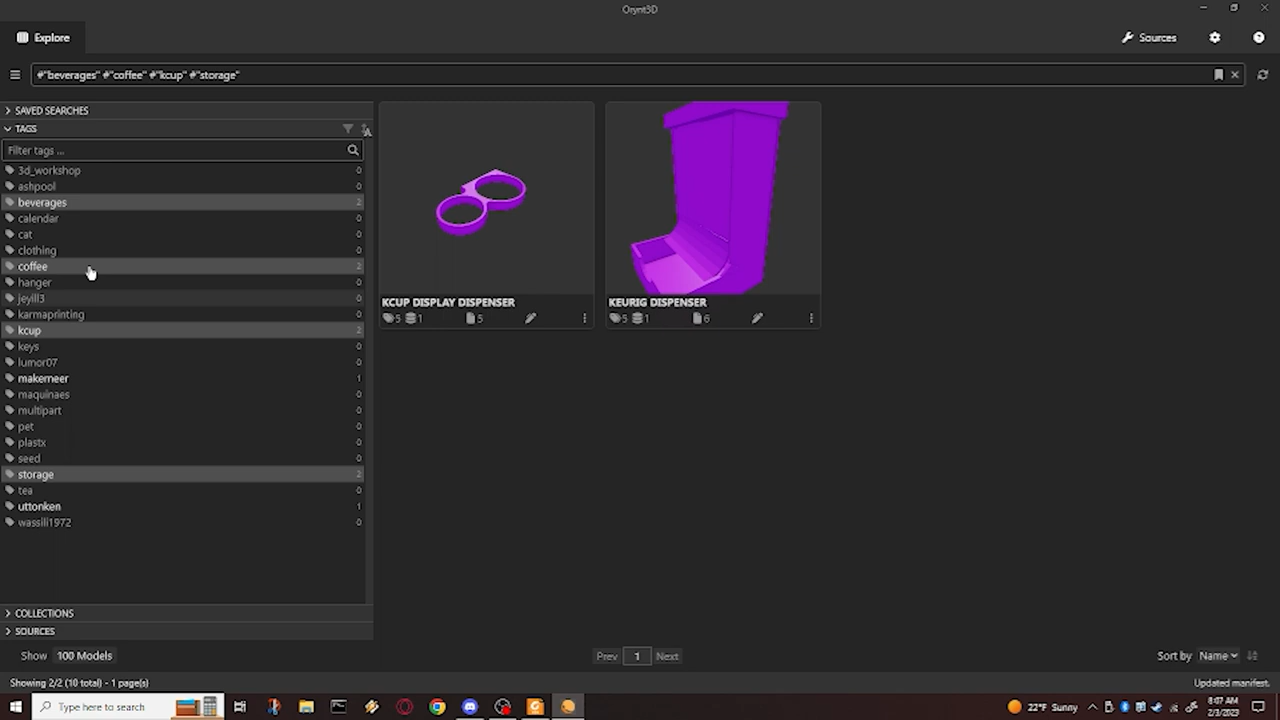 Orynt3D
Explore
Sources
#"beverages" #"coffee" #"kcup" #"storage"
SAVED SEARCHES
TAGS
Filter tags ...
3d_workshop 0
ashpool 0
beverages 2
calendar 0
cat 0
clothing 0
coffee 2
hanger 0
jeyill3 0
karmaprinting 0
kcup 2
keys 0
lumor07 0
makerneer 1
maquinaes 0
multipart 0
pet 0
plastx 0
seed 0
storage 2
tea 0
uttonken 1
wassili1972 0
COLLECTIONS
SOURCES
KCUP DISPLAY DISPENSER
5 1 5
KEURIG DISPENSER
5 1 6
Show 100 Models
Prev 1 Next
Sort by Name
Showing 2/2 (10 total) - 1 page(s)
Updated manifest.
Type here to search
22°F Sunny
8:07 AM
2/3/2023